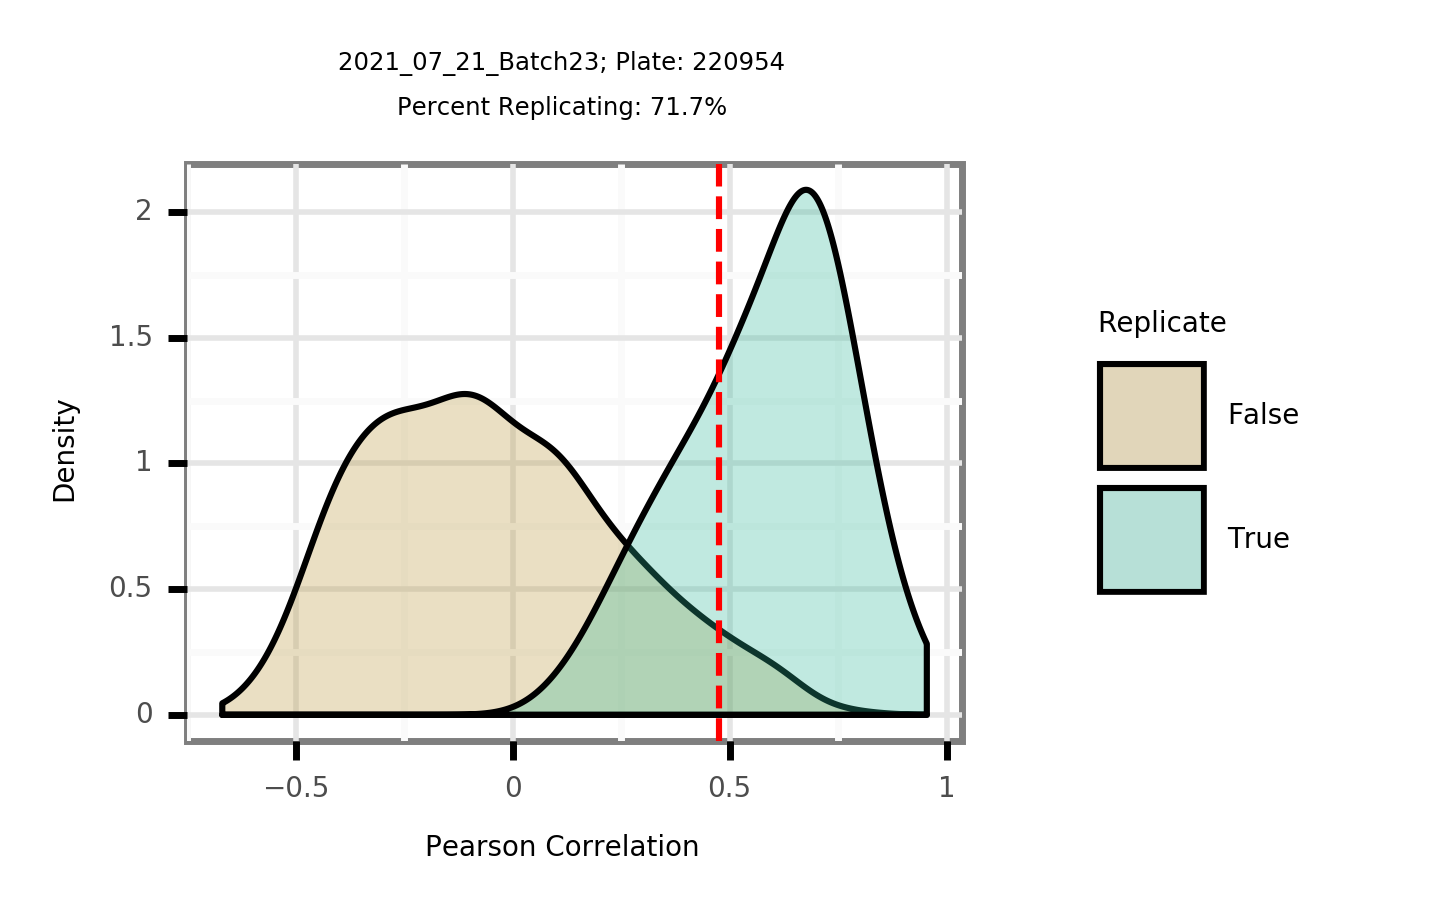 2021_07_21_Batch23; Plate: 220954
Percent Replicating: 71.7%
2
1.5
1
0.5
0
Density
−0.5
0
0.5
1
Pearson Correlation
Replicate
False
True